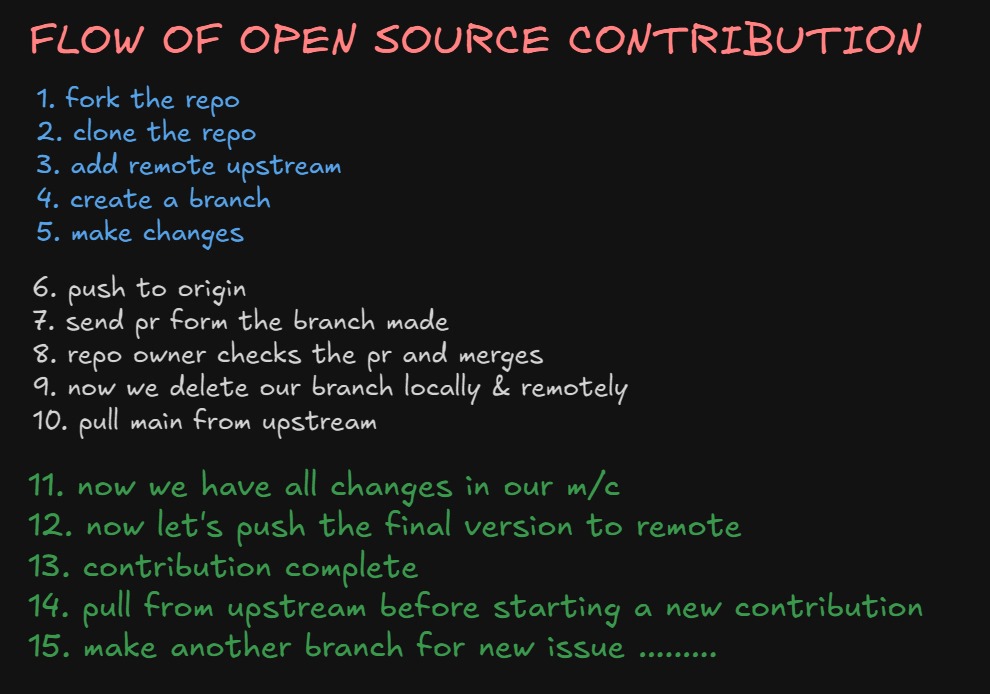 FLOW OF OPEN SOURCE CONTRIBUTION
1. fork the repo
2. clone the repo
3. add remote upstream
4. create a branch
5. make changes
6. push to origin
7. send pr form the branch made
8. repo owner checks the pr and merges
9. now we delete our branch locally & remotely
10. pull main from upstream
11. now we have all changes in our m/c
12. now let's push the final version to remote
13. contribution complete
14. pull from upstream before starting a new contribution
15. make another branch for new issue .........